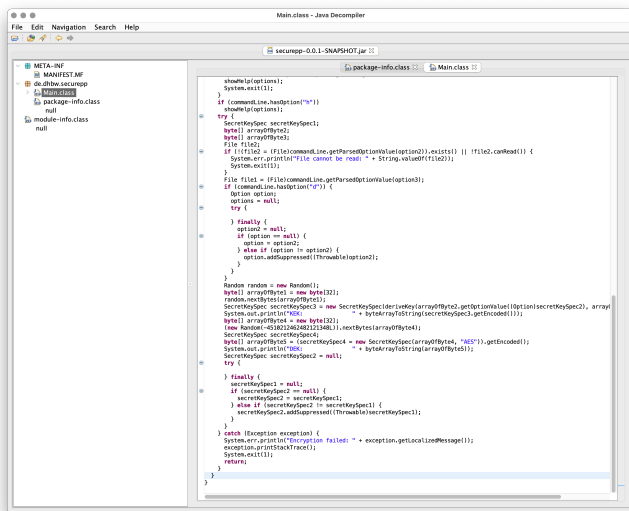 Main.class - Java Decompiler
File Edit Navigation Search Help
securepp-0.0.1-SNAPSHOT.jar
META-INF
MANIFEST.MF
de.dhbw.securepp
Main.class
package-info.class
null
module-info.class
null
package-info.class
Main.class
showHelp(options);
System.exit(1);
}
if (commandLine.hasOption("h"))
showHelp(options);
try {
SecretKeySpec secretKeySpec1;
byte[] arrayOfByte2;
byte[] arrayOfByte3;
File file2;
if (!(file2 = (File)commandLine.getParsedOptionValue(option2)).exists() || !file2.canRead()) {
System.err.println("File cannot be read: " + String.valueOf(file2));
System.exit(1);
}
File file1 = (File)commandLine.getParsedOptionValue(option3);
if (commandLine.hasOption("d")) {
Option option;
options = null;
try {

} finally {
option2 = null;
if (option == null) {
option = option2;
} else if (option != option2) {
option.addSuppressed((Throwable)option2);
}
}
}
Random random = new Random();
byte[] arrayOfByte1 = new byte[32];
random.nextBytes(arrayOfByte1);
SecretKeySpec secretKeySpec3 = new SecretKeySpec(deriveKey(arrayOfByte2.getOptionValue((Option)secretKeySpec2), array
System.out.println("KEK: " + byteArrayToString(secretKeySpec3.getEncoded()));
byte[] arrayOfByte4 = new byte[32];
(new Random(-4510212462482121348L)).nextBytes(arrayOfByte4);
SecretKeySpec secretKeySpec4;
byte[] arrayOfByte5 = (secretKeySpec4 = new SecretKeySpec(arrayOfByte4, "AES")).getEncoded();
System.out.println("DEK: " + byteArrayToString(arrayOfByte5));
SecretKeySpec secretKeySpec2 = null;
try {

} finally {
secretKeySpec1 = null;
if (secretKeySpec2 == null) {
secretKeySpec2 = secretKeySpec1;
} else if (secretKeySpec2 != secretKeySpec1) {
secretKeySpec2.addSuppressed((Throwable)secretKeySpec1);
}
}
} catch (Exception exception) {
System.err.println("Encryption failed: " + exception.getLocalizedMessage());
exception.printStackTrace();
System.exit(1);
return;
}
}
}